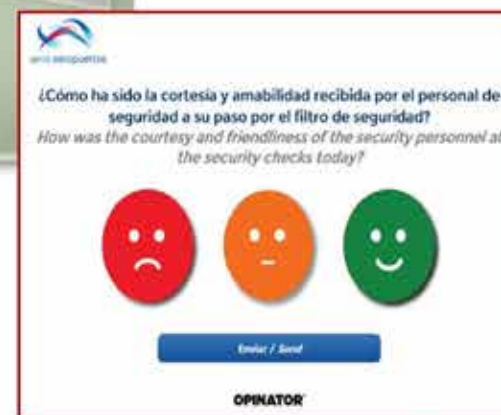 ¿Cómo ha sido la cortesía y amabilidad recibida por el personal de
seguridad a su paso por el filtro de seguridad?
How was the courtesy and friendliness of the security personnel at
the security checks today?
Enviar / Send
OPINATOR